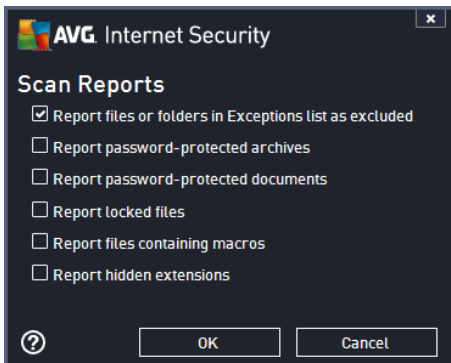 AVG. Internet Security
x
Scan Reports
Report files or folders in Exceptions list as excluded
Report password-protected archives
Report password-protected documents
Report locked files
Report files containing macros
Report hidden extensions
?
OK
Cancel